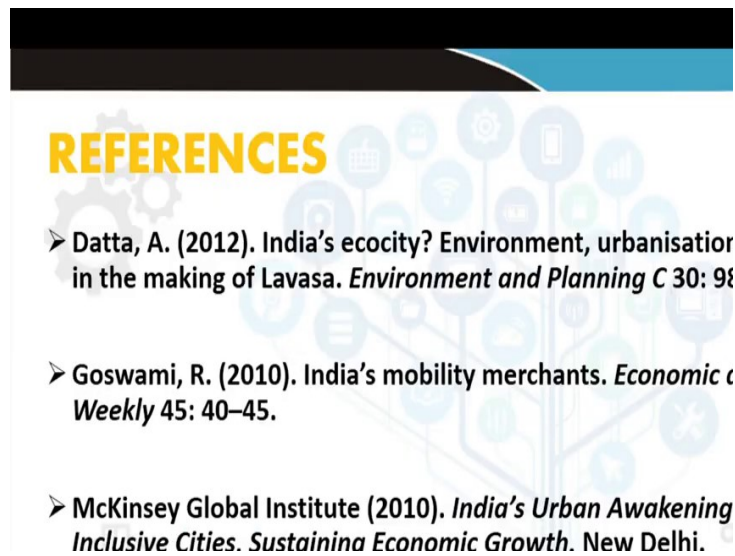 REFERENCES
➢ Datta, A. (2012). India’s ecocity? Environment, urbanisation
in the making of Lavasa. Environment and Planning C 30: 98
➢ Goswami, R. (2010). India’s mobility merchants. Economic a
Weekly 45: 40–45.
➢ McKinsey Global Institute (2010). India’s Urban Awakening
Inclusive Cities, Sustaining Economic Growth. New Delhi.